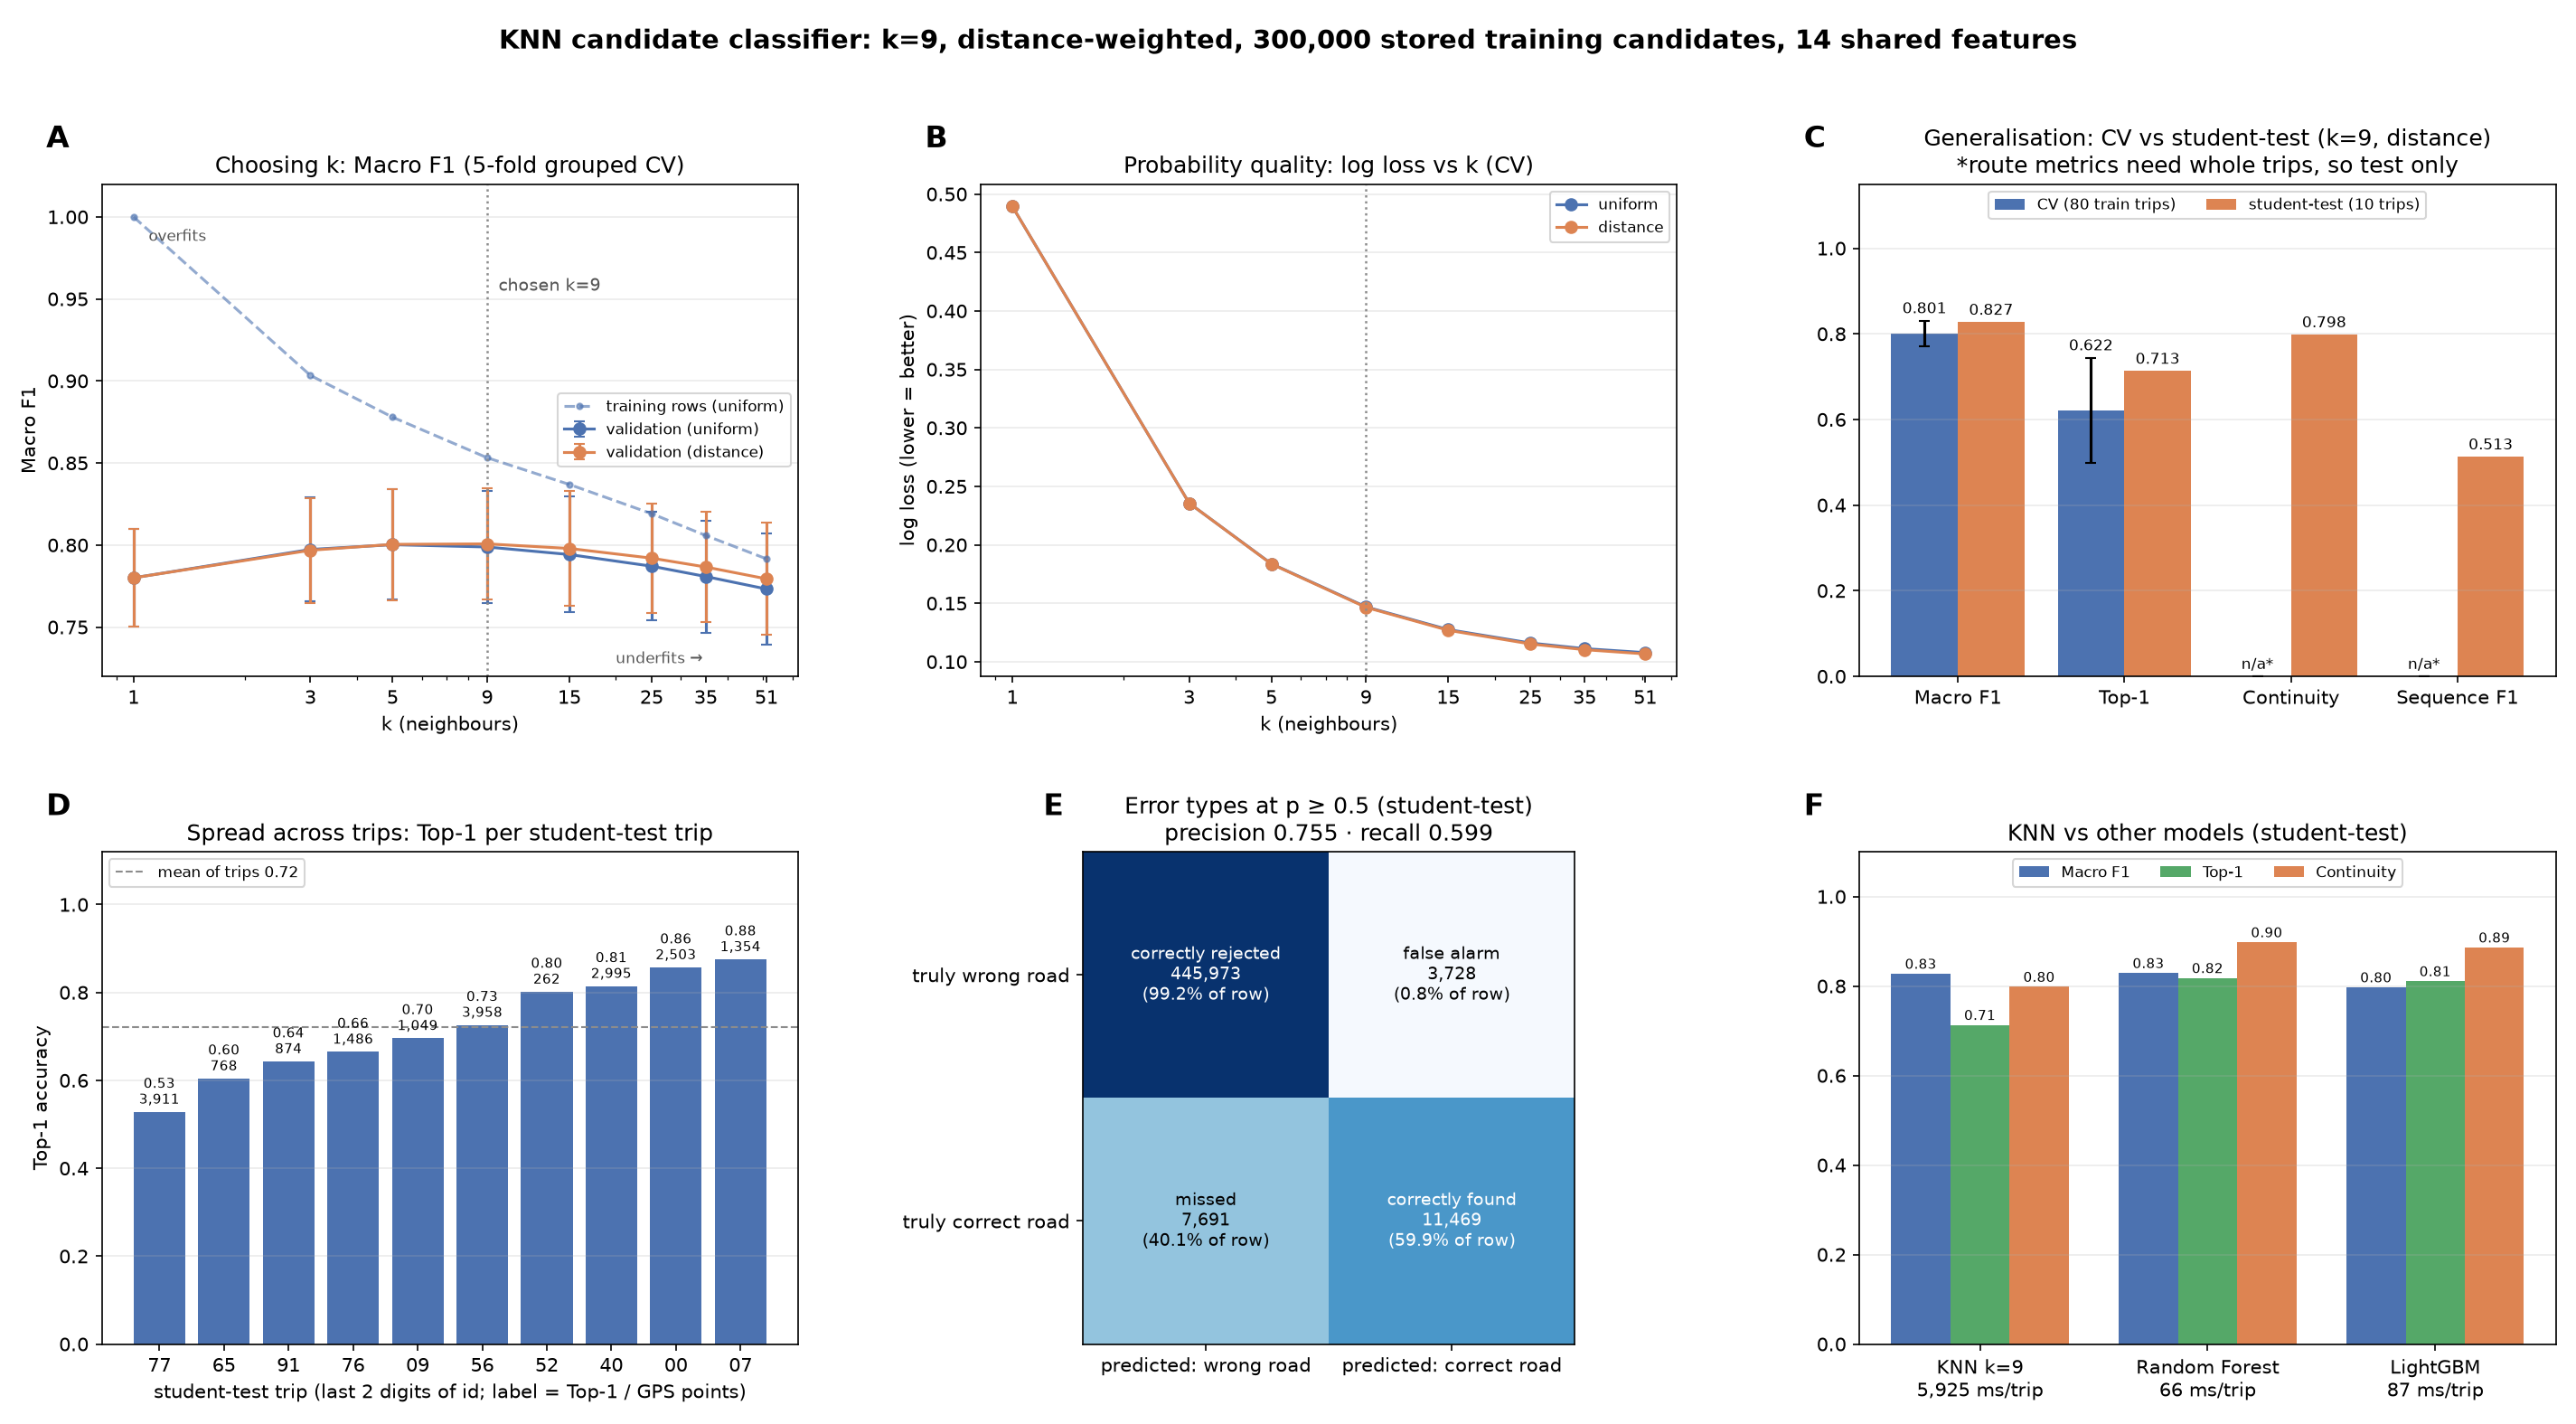 KNN candidate classifier: k=9, distance-weighted, 300,000 stored training candidates, 14 shared features
A
Choosing k: Macro F1 (5-fold grouped CV)
Macro F1
1.00
0.95
0.90
0.85
0.80
0.75
overfits
chosen k=9
training rows (uniform)
validation (uniform)
validation (distance)
underfits →
1 3 5 9 15 25 35 51
k (neighbours)
B
Probability quality: log loss vs k (CV)
log loss (lower = better)
0.50
0.45
0.40
0.35
0.30
0.25
0.20
0.15
0.10
uniform
distance
1 3 5 9 15 25 35 51
k (neighbours)
C
Generalisation: CV vs student-test (k=9, distance)
*route metrics need whole trips, so test only
CV (80 train trips)
student-test (10 trips)
1.0
0.8
0.6
0.4
0.2
0.0
0.801
0.827
0.622
0.713
n/a*
0.798
n/a*
0.513
Macro F1 Top-1 Continuity Sequence F1
D
Spread across trips: Top-1 per student-test trip
mean of trips 0.72
Top-1 accuracy
1.0
0.8
0.6
0.4
0.2
0.0
0.53
3,911
0.60
768
0.64
874
0.66
1,486
0.70
1,049
0.73
3,958
0.80
262
0.81
2,995
0.86
2,503
0.88
1,354
77 65 91 76 09 56 52 40 00 07
student-test trip (last 2 digits of id; label = Top-1 / GPS points)
E
Error types at p ≥ 0.5 (student-test)
precision 0.755 · recall 0.599
truly wrong road
correctly rejected
445,973
(99.2% of row)
false alarm
3,728
(0.8% of row)
truly correct road
missed
7,691
(40.1% of row)
correctly found
11,469
(59.9% of row)
predicted: wrong road predicted: correct road
F
KNN vs other models (student-test)
Macro F1
Top-1
Continuity
1.0
0.8
0.6
0.4
0.2
0.0
0.83
0.71
0.80
0.83
0.82
0.90
0.80
0.81
0.89
KNN k=9
5,925 ms/trip
Random Forest
66 ms/trip
LightGBM
87 ms/trip